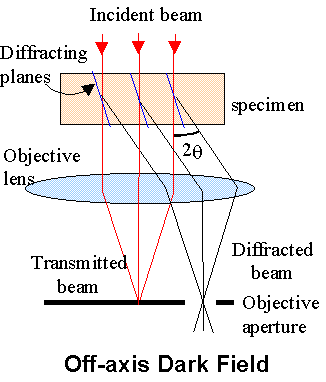 Incident beam
Diffracting
planes
specimen
2θ
Objective
lens
Transmitted
beam
Diffracted
beam
Objective
aperture
Off-axis Dark Field